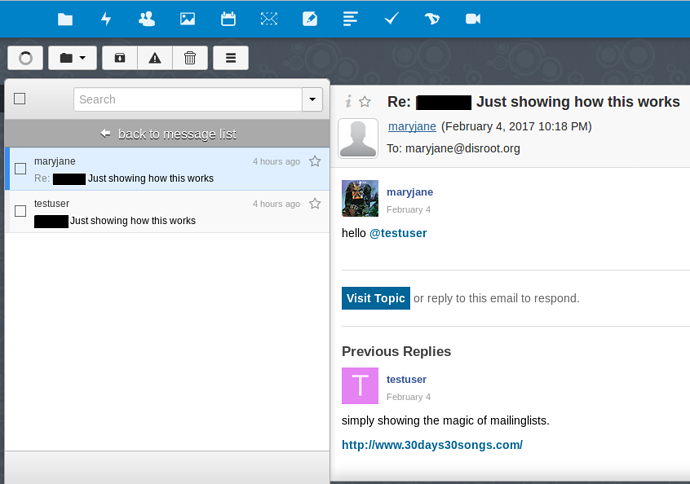 Search
back to message list
maryjane 4 hours ago
Re: Just showing how this works
testuser 4 hours ago
Just showing how this works
Re: Just showing how this works
maryjane (February 4, 2017 10:18 PM)
To: maryjane@disroot.org
maryjane
February 4
hello @testuser
Visit Topic or reply to this email to respond.
Previous Replies
T
testuser
February 4
simply showing the magic of mailinglists.
http://www.30days30songs.com/